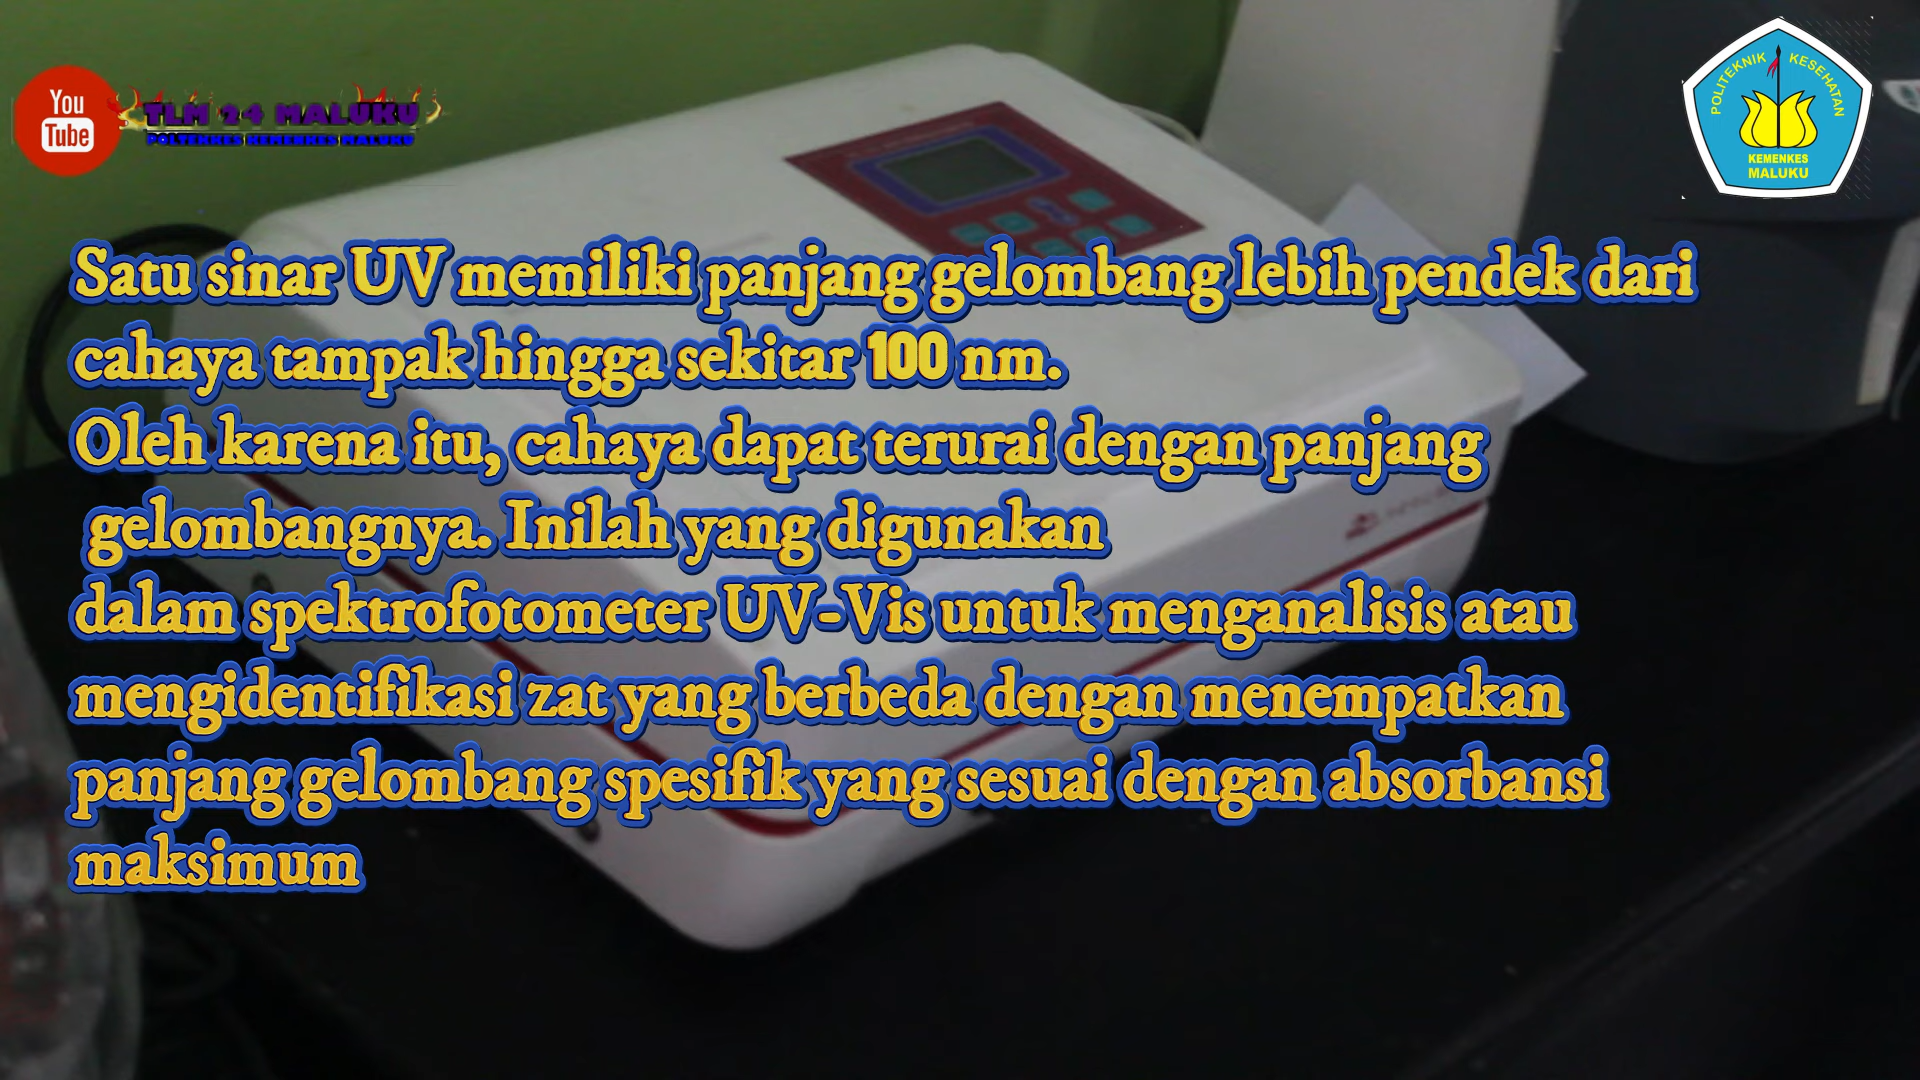 You
Tube
TLM 24 MALUKU
POLTEKKES KEMENKES MALUKU
POLITEKNIK KESEHATAN
KEMENKES
MALUKU
Satu sinar UV memiliki panjang gelombang lebih pendek dari
cahaya tampak hingga sekitar 100 nm.
Oleh karena itu, cahaya dapat terurai dengan panjang
gelombangnya. Inilah yang digunakan
dalam spektrofotometer UV-Vis untuk menganalisis atau
mengidentifikasi zat yang berbeda dengan menempatkan
panjang gelombang spesifik yang sesuai dengan absorbansi
maksimum